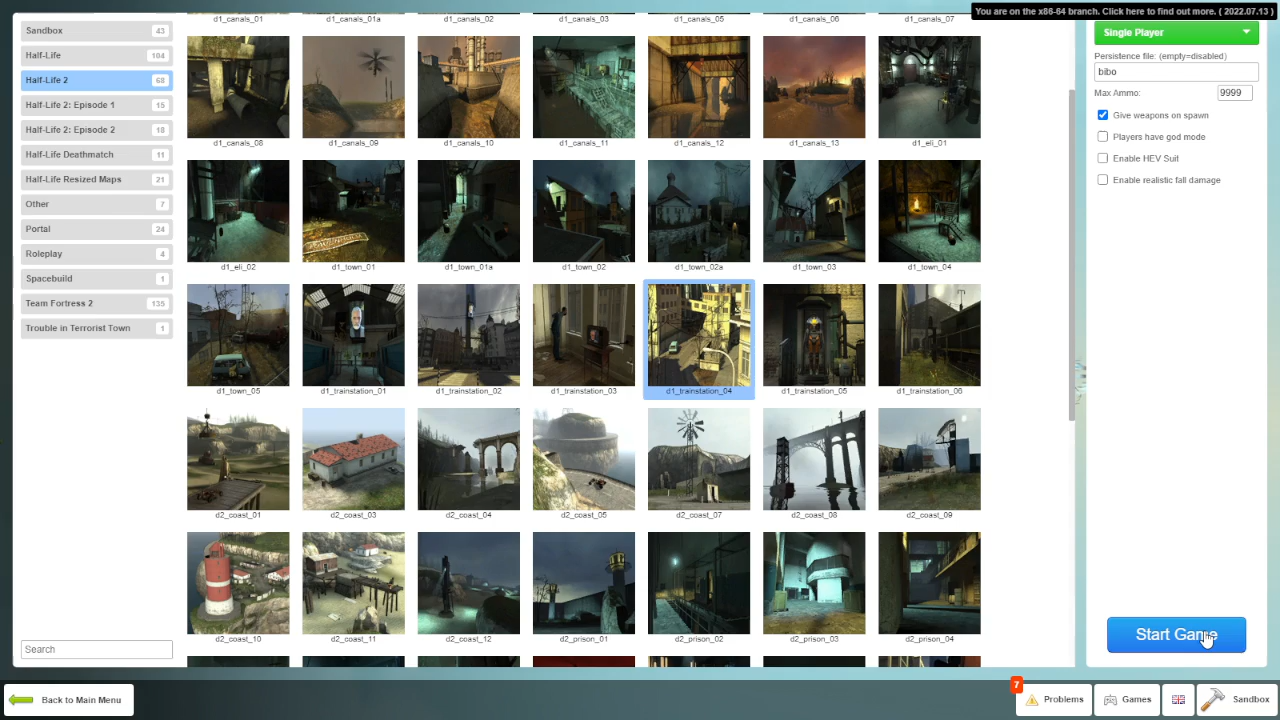 You are on the x86-64 branch. Click here to find out more. ( 2022.07.13 )
Sandbox 43
Half-Life 104
Half-Life 2 68
Half-Life 2: Episode 1 15
Half-Life 2: Episode 2 18
Half-Life Deathmatch 11
Half-Life Resized Maps 21
Other 7
Portal 24
Roleplay 4
Spacebuild 1
Team Fortress 2 135
Trouble in Terrorist Town 1
Search
d1_canals_01 d1_canals_01a d1_canals_02 d1_canals_03 d1_canals_05 d1_canals_06 d1_canals_07
d1_canals_08 d1_canals_09 d1_canals_10 d1_canals_11 d1_canals_12 d1_canals_13 d1_eli_01
d1_eli_02 d1_town_01 d1_town_01a d1_town_02 d1_town_02a d1_town_03 d1_town_04
d1_town_05 d1_trainstation_01 d1_trainstation_02 d1_trainstation_03 d1_trainstation_04 d1_trainstation_05 d1_trainstation_06
d2_coast_01 d2_coast_03 d2_coast_04 d2_coast_05 d2_coast_07 d2_coast_08 d2_coast_09
d2_coast_10 d2_coast_11 d2_coast_12 d2_prison_01 d2_prison_02 d2_prison_03 d2_prison_04
Single Player
Persistence file: (empty=disabled)
bibo
Max Ammo: 9999
Give weapons on spawn
Players have god mode
Enable HEV Suit
Enable realistic fall damage
Start Game
Back to Main Menu
7
Problems
Games
Sandbox